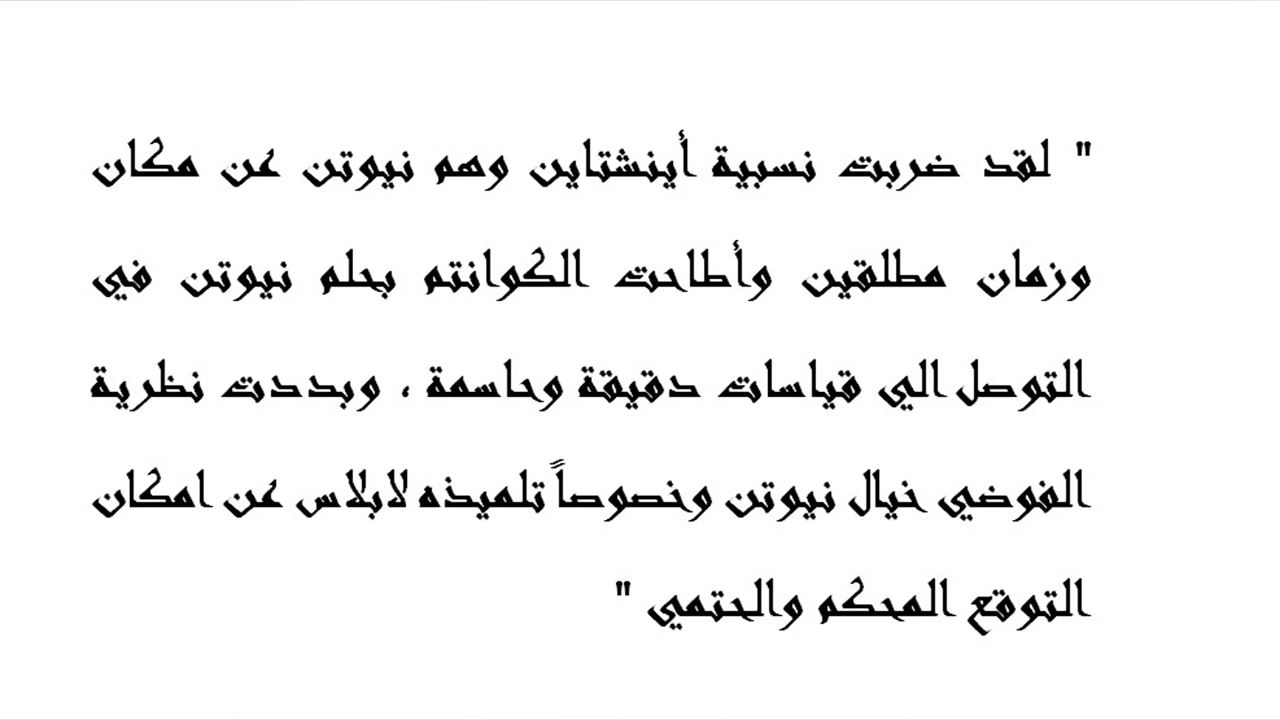 " لقد ضربت نسبية أينشتاين وهم نيوتن عن مكان
وزمان مطلقين وأطاحت الكوانتم بحلم نيوتن في
التوصل الي قياسات دقيقة وحاسمة ، وبددت نظرية
الفوضي خيال نيوتن وخصوصاً تلميذه لابلاس عن امكان
التوقع المحكم والحتمي "